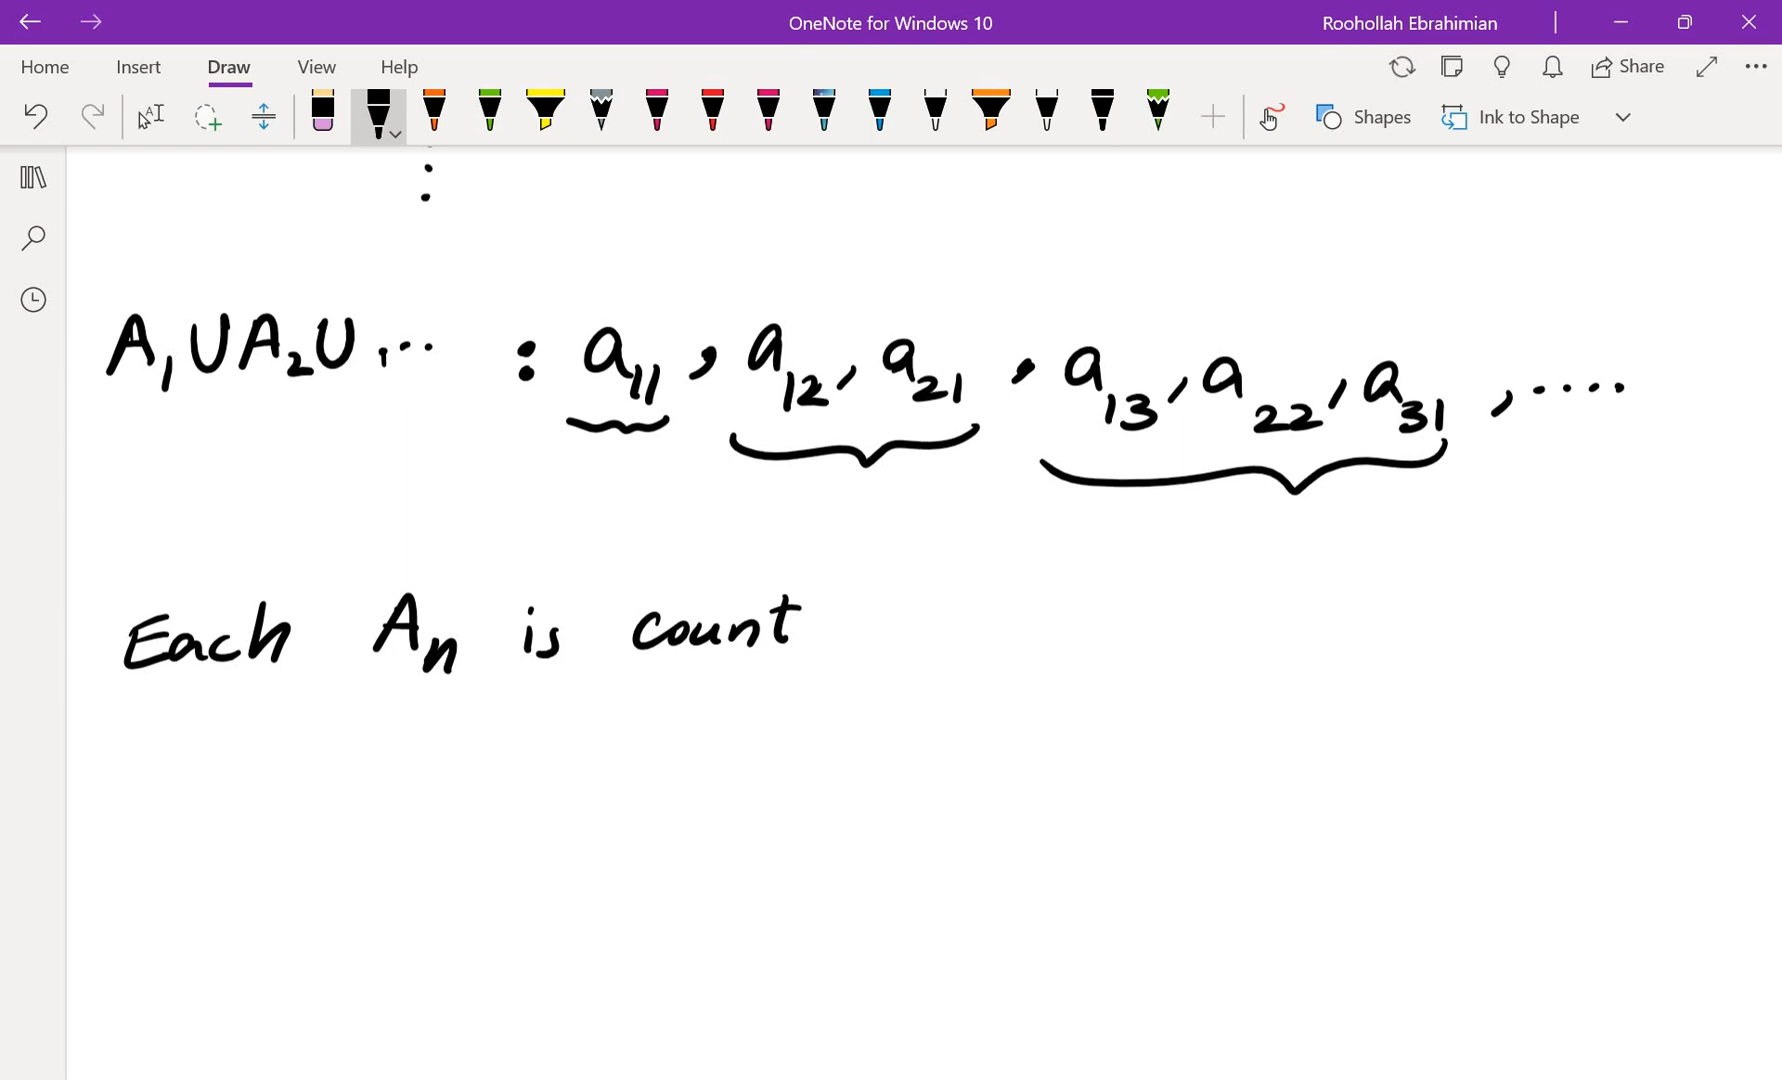 OneNote for Windows 10
Roohollah Ebrahimian
Home Insert Draw View Help Share
Shapes Ink to Shape
A₁∪A₂∪... : a₁₁, a₁₂, a₂₁, a₁₃, a₂₂, a₃₁, ....
Each Aₙ is count